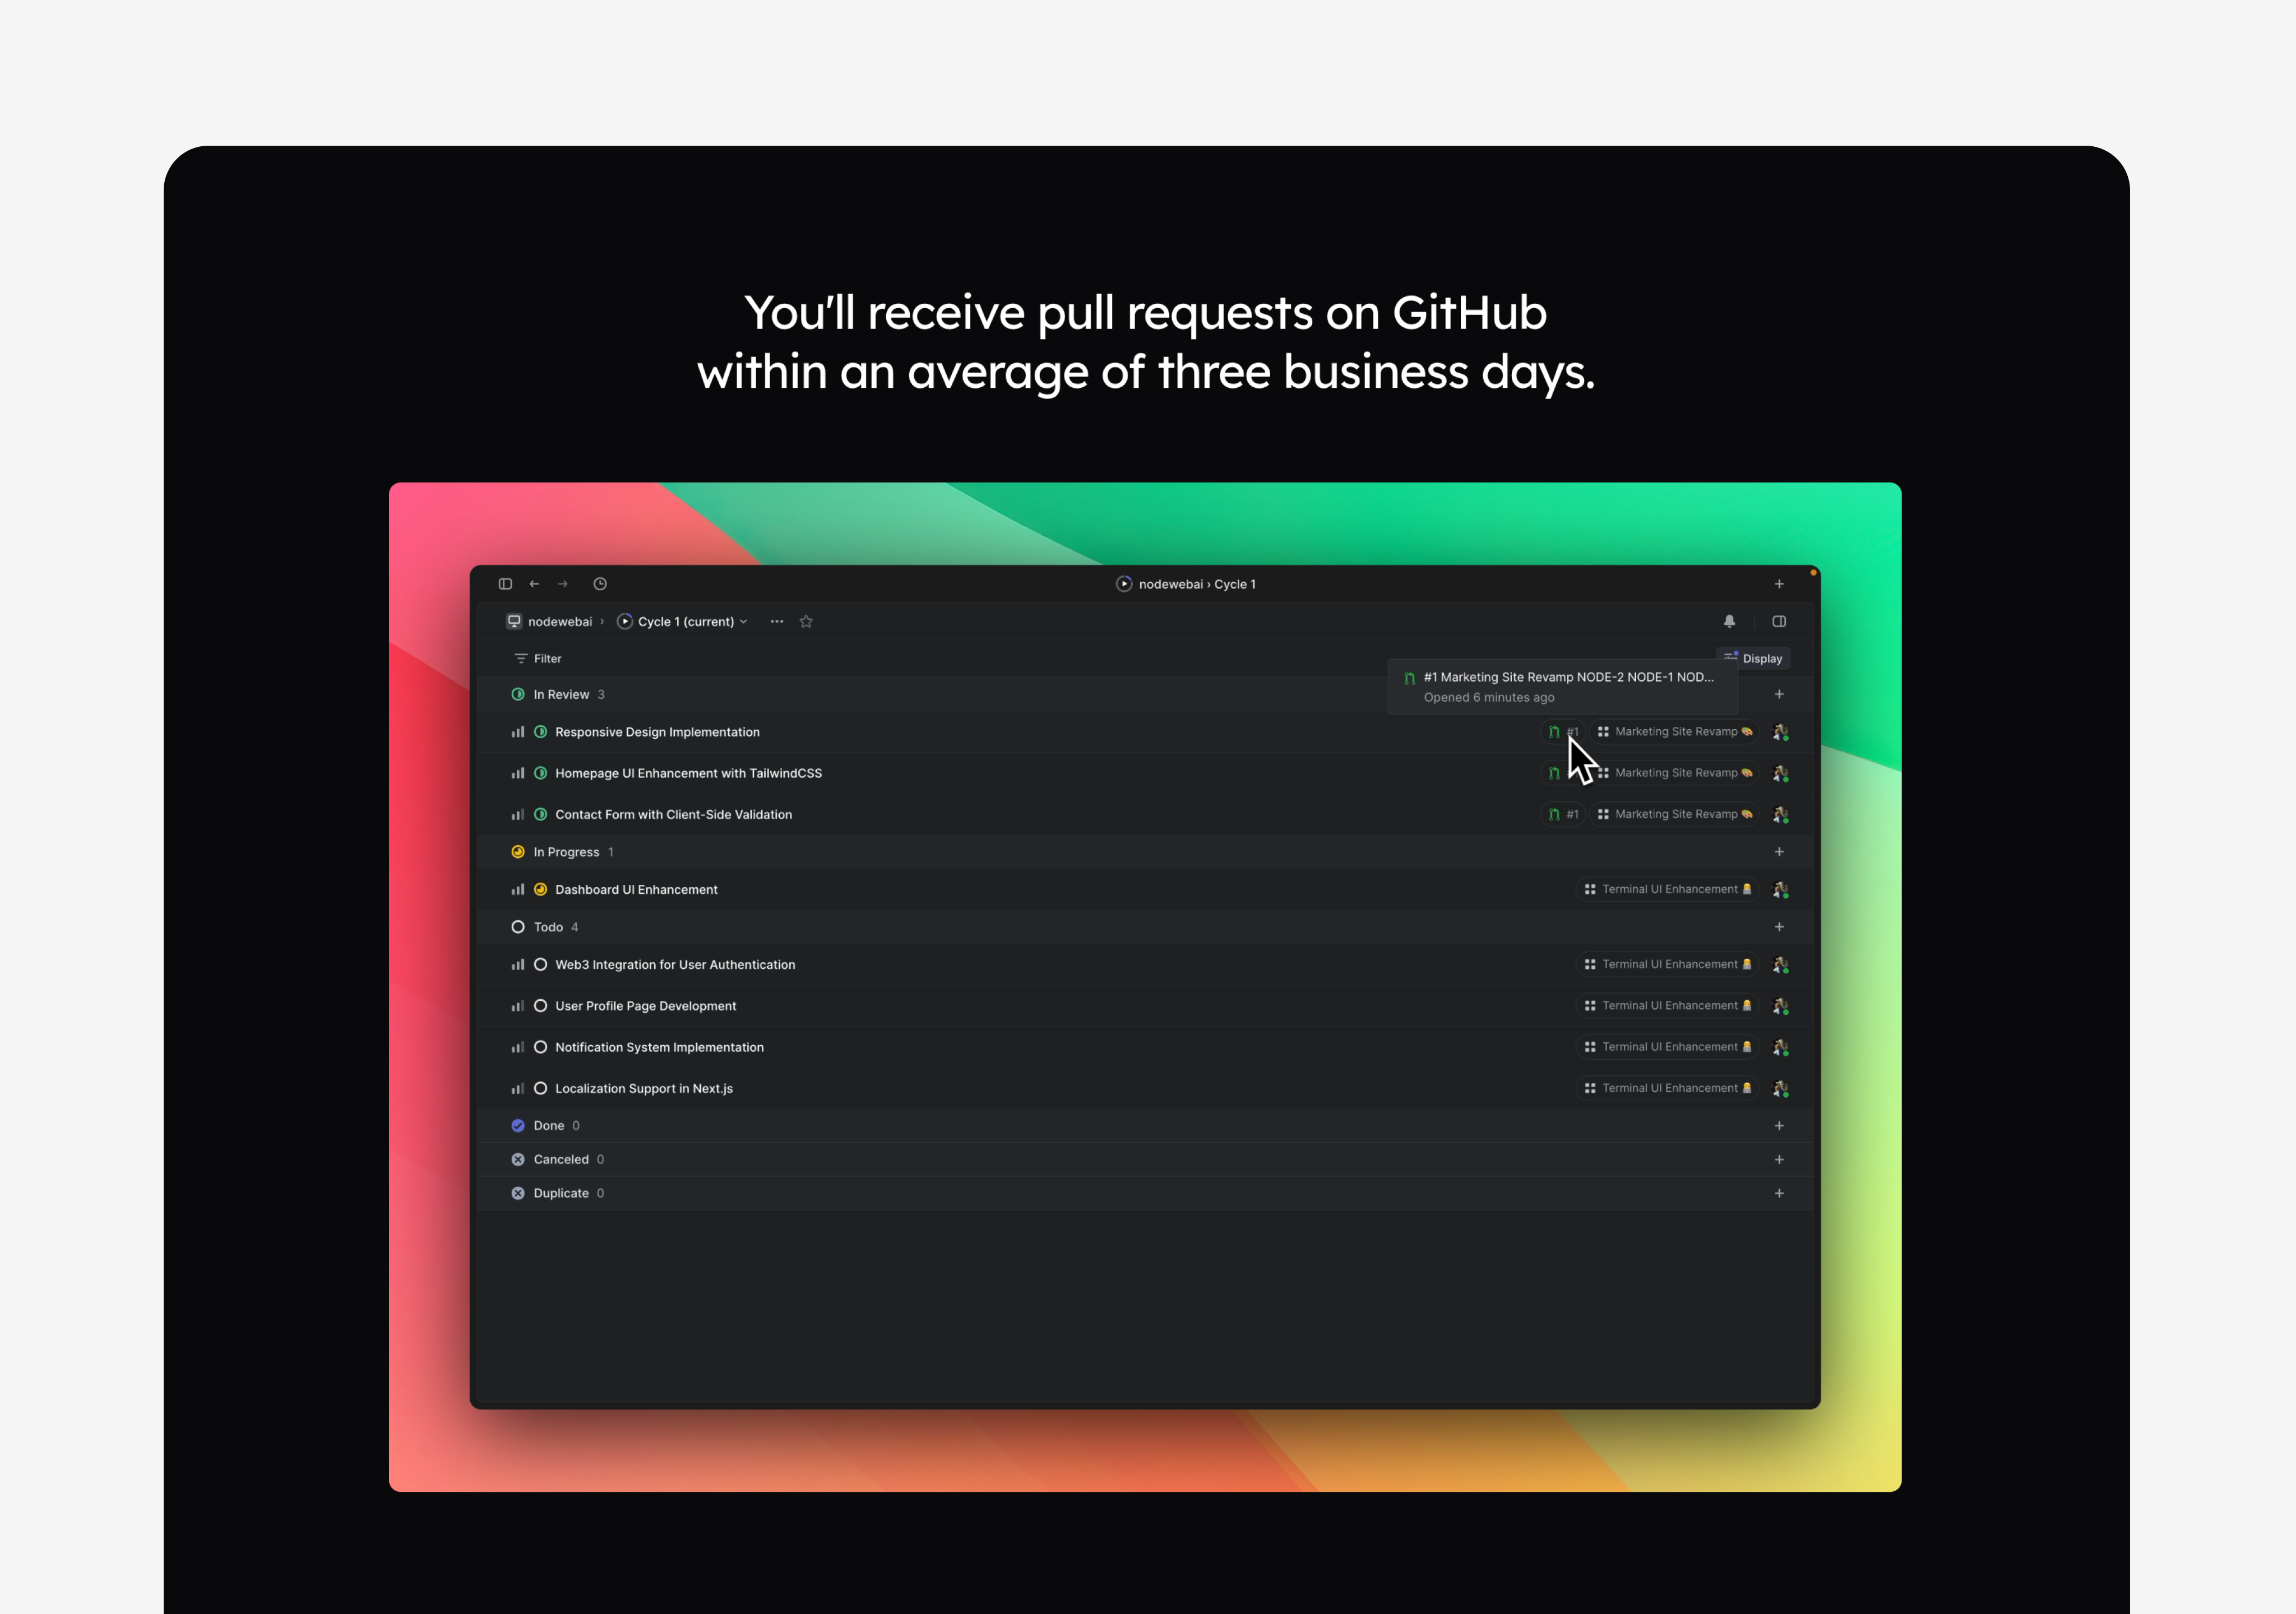 You'll receive pull requests on GitHub
within an average of three business days.
nodewebai › Cycle 1
nodewebai › Cycle 1 (current)
Filter
Display
#1 Marketing Site Revamp NODE-2 NODE-1 NOD...
Opened 6 minutes ago
In Review 3
Responsive Design Implementation #1 Marketing Site Revamp
Homepage UI Enhancement with TailwindCSS Marketing Site Revamp
Contact Form with Client-Side Validation #1 Marketing Site Revamp
In Progress 1
Dashboard UI Enhancement Terminal UI Enhancement
Todo 4
Web3 Integration for User Authentication Terminal UI Enhancement
User Profile Page Development Terminal UI Enhancement
Notification System Implementation Terminal UI Enhancement
Localization Support in Next.js Terminal UI Enhancement
Done 0
Canceled 0
Duplicate 0